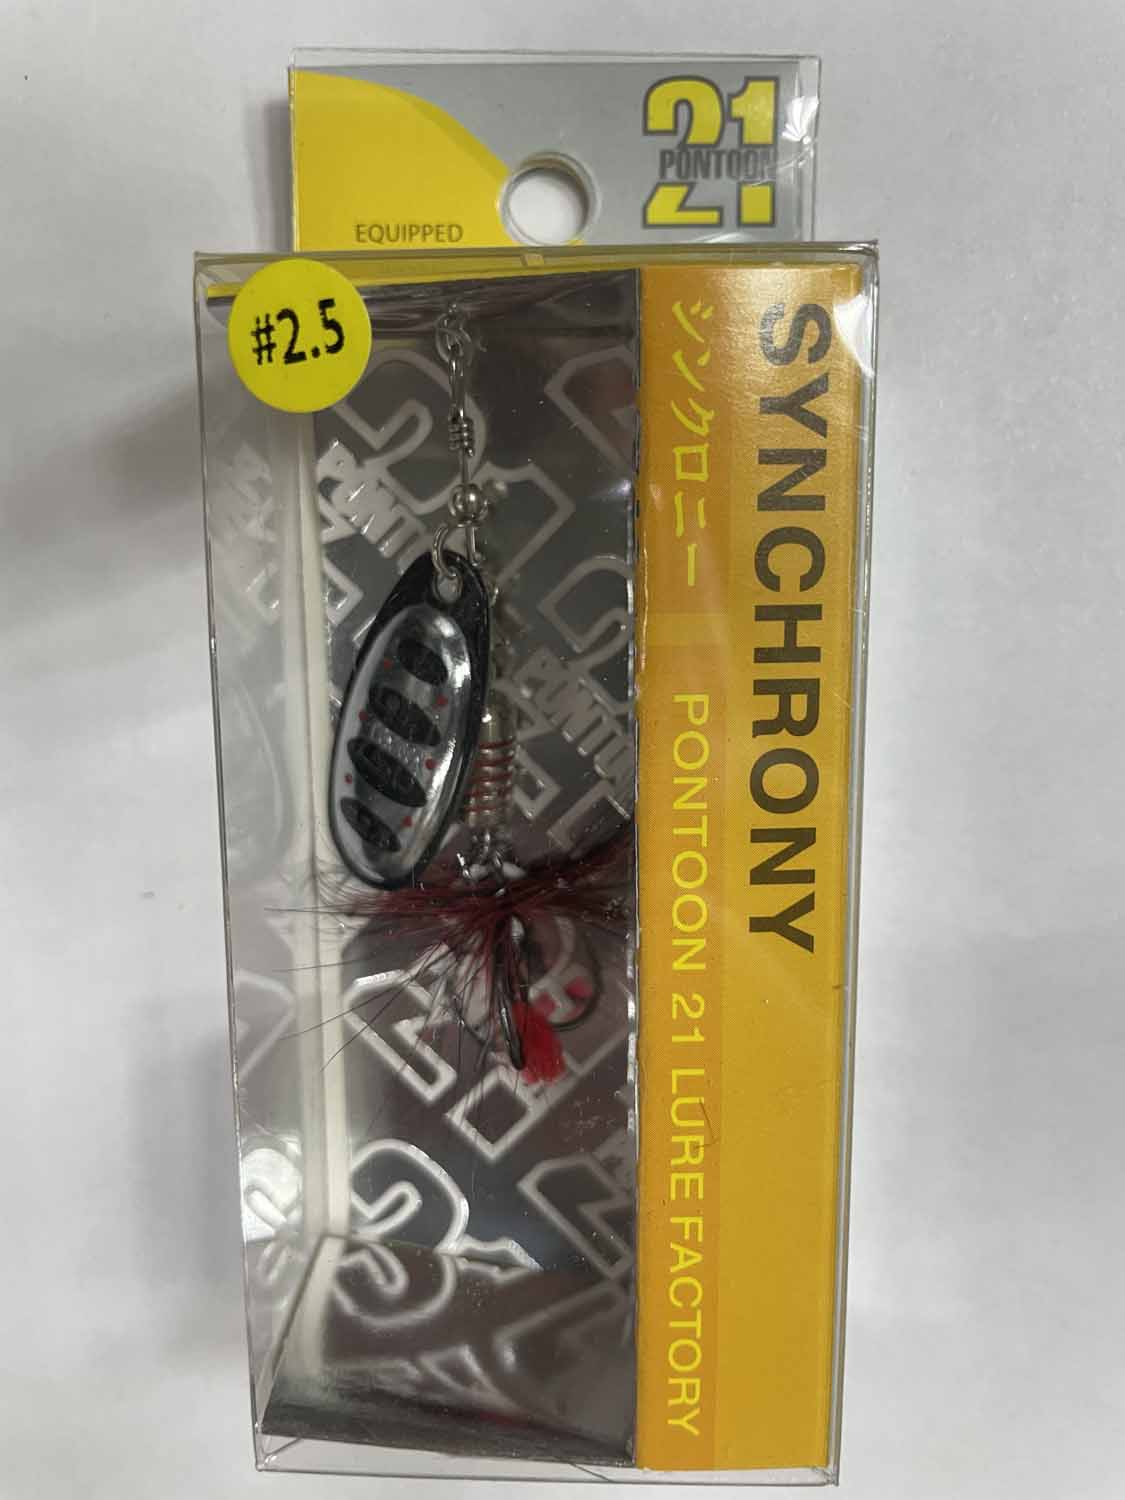 21
PONTOON
EQUIPPED
#2.5
SYNCHRONY
シンクロニー
PONTOON 21 LURE FACTORY